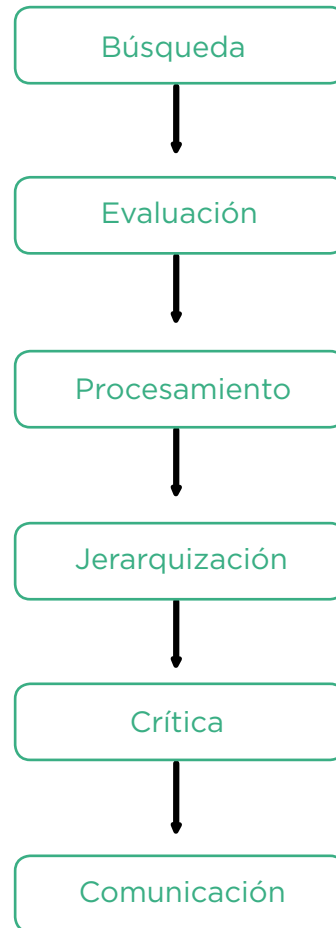 Búsqueda
Evaluación
Procesamiento
Jerarquización
Crítica
Comunicación